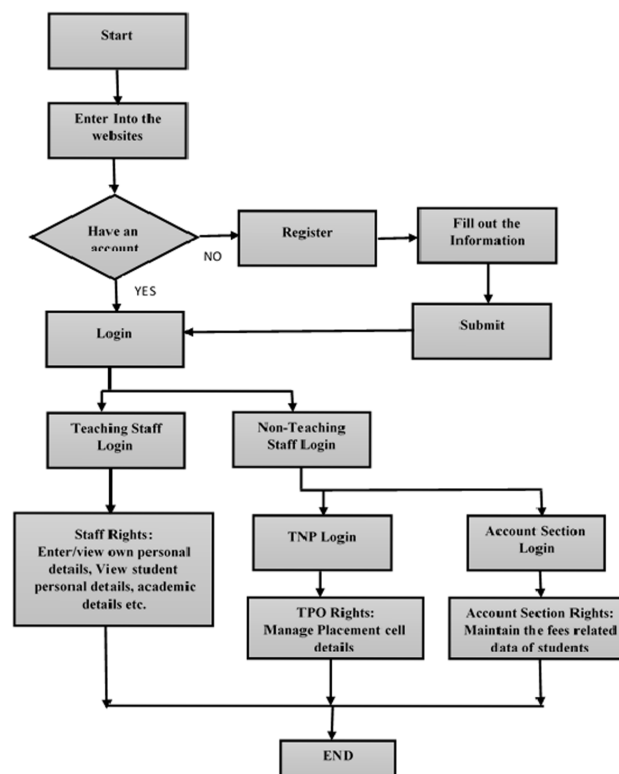 Start
Enter Into the
websites
Have an
account
NO
Register
Fill out the
Information
YES
Login
Submit
Teaching Staff
Login
Non-Teaching
Staff Login
Staff Rights:
Enter/view own personal
details, View student
personal details, academic
details etc.
TNP Login
Account Section
Login
TPO Rights:
Manage Placement cell
details
Account Section Rights:
Maintain the fees related
data of students
END